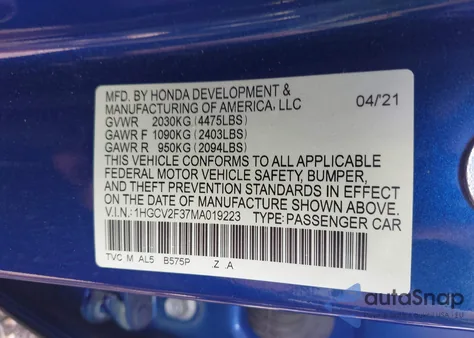 MFD. BY HONDA DEVELOPMENT &
MANUFACTURING OF AMERICA, LLC 04/21
GVWR 2030KG (4475LBS)
GAWR F 1090KG (2403LBS)
GAWR R 950KG (2094LBS)
THIS VEHICLE CONFORMS TO ALL APPLICABLE
FEDERAL MOTOR VEHICLE SAFETY, BUMPER,
AND THEFT PREVENTION STANDARDS IN EFFECT
ON THE DATE OF MANUFACTURE SHOWN ABOVE.
V.I.N.:1HGCV2F37MA019223 TYPE:PASSENGER CAR
TVC M AL5 B575P .Z .A
autoSnap